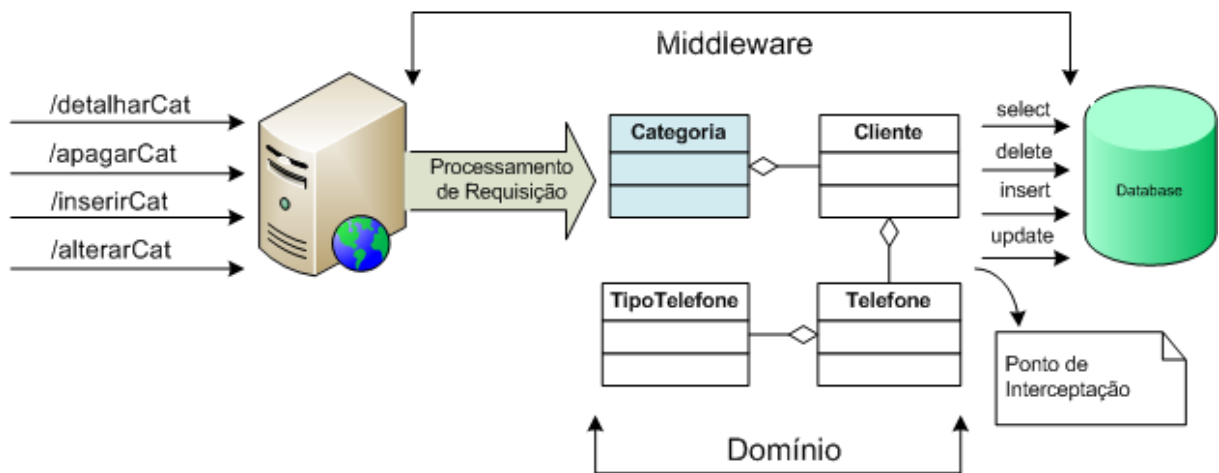 Middleware
/detalharCat
/apagarCat
/inserirCat
/alterarCat
Processamento
de Requisição
Categoria
Cliente
TipoTelefone
Telefone
select
delete
insert
update
Database
Ponto de
Interceptação
Domínio